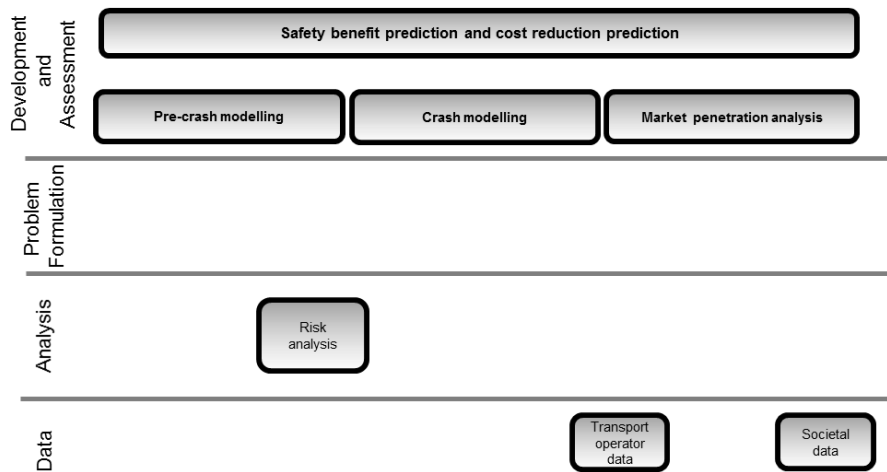 Development
and
Assessment
Safety benefit prediction and cost reduction prediction
Pre-crash modelling
Crash modelling
Market penetration analysis
Problem
Formulation
Analysis
Risk
analysis
Data
Transport
operator
data
Societal
data